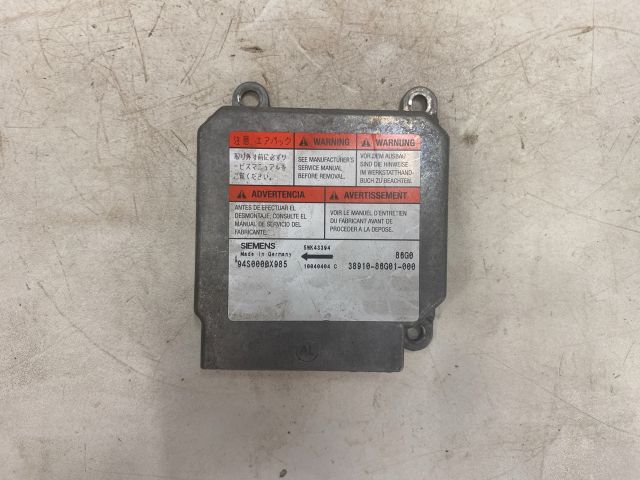 注意 エアバッグ
取り外す前に必ずサ
ービスマニュアルを
ご覧ください。
WARNING
SEE MANUFACTURER'S
SERVICE MANUAL
BEFORE REMOVAL.
WARNUNG
VOR DEM AUSBAU
SIND DIE HINWEISE
IM WERKSTATTHAND-
BUCH ZU BEACHTEN.
ADVERTENCIA
ANTES DE EFECTUAR EL
DESMONTAJE, CONSULTE EL
MANUAL DE SERVICIO DEL
FABRICANTE.
AVERTISSEMENT
VOIR LE MANUEL D'ENTRETIEN
DU FABRICANT AVANT DE
PROCEDER A LA DEPOSE.
SIEMENS 5WK43394 86G0
Made in Germany
94S0000X985 10040404 C 38910-86G01-000
AL